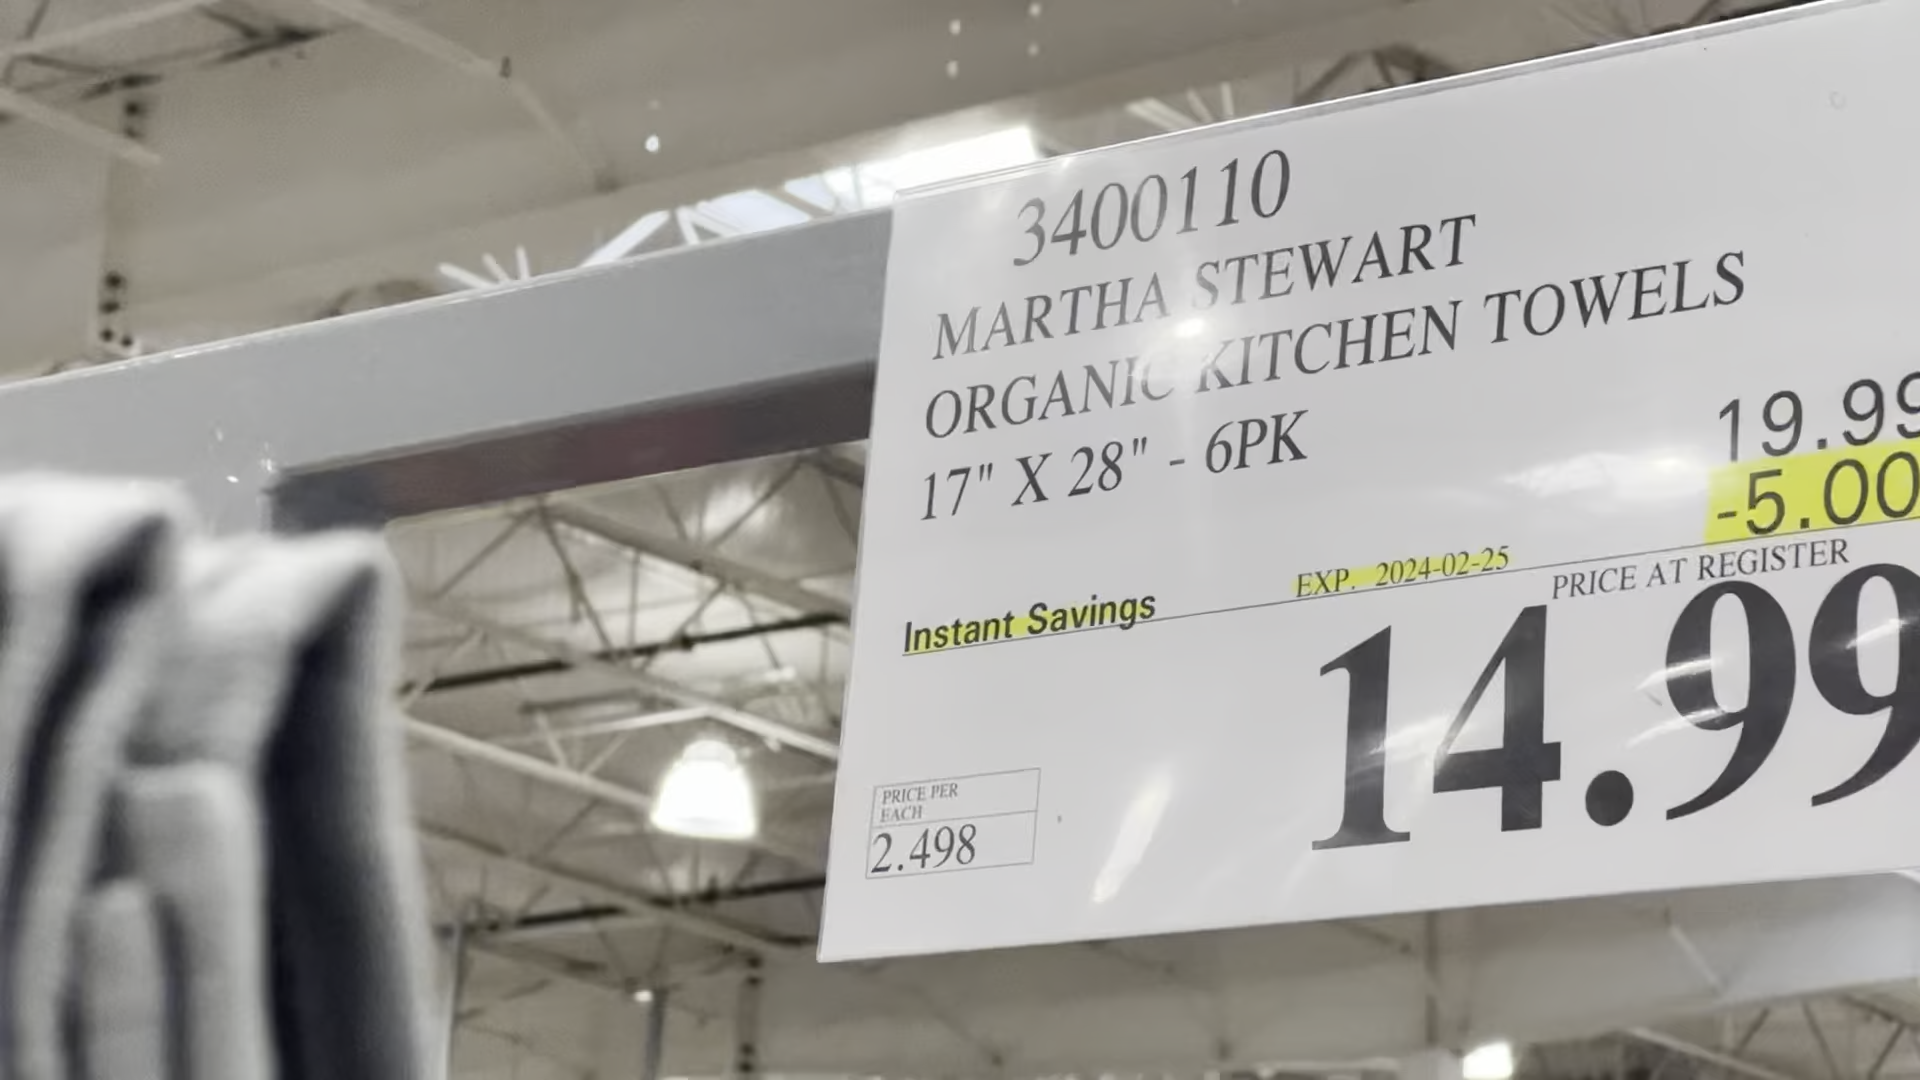 3400110
MARTHA STEWART
ORGANIC KITCHEN TOWELS
17" X 28" - 6PK
19.99
-5.00
EXP. 2024-02-25
PRICE AT REGISTER
Instant Savings
14.99
PRICE PER
EACH
2.498